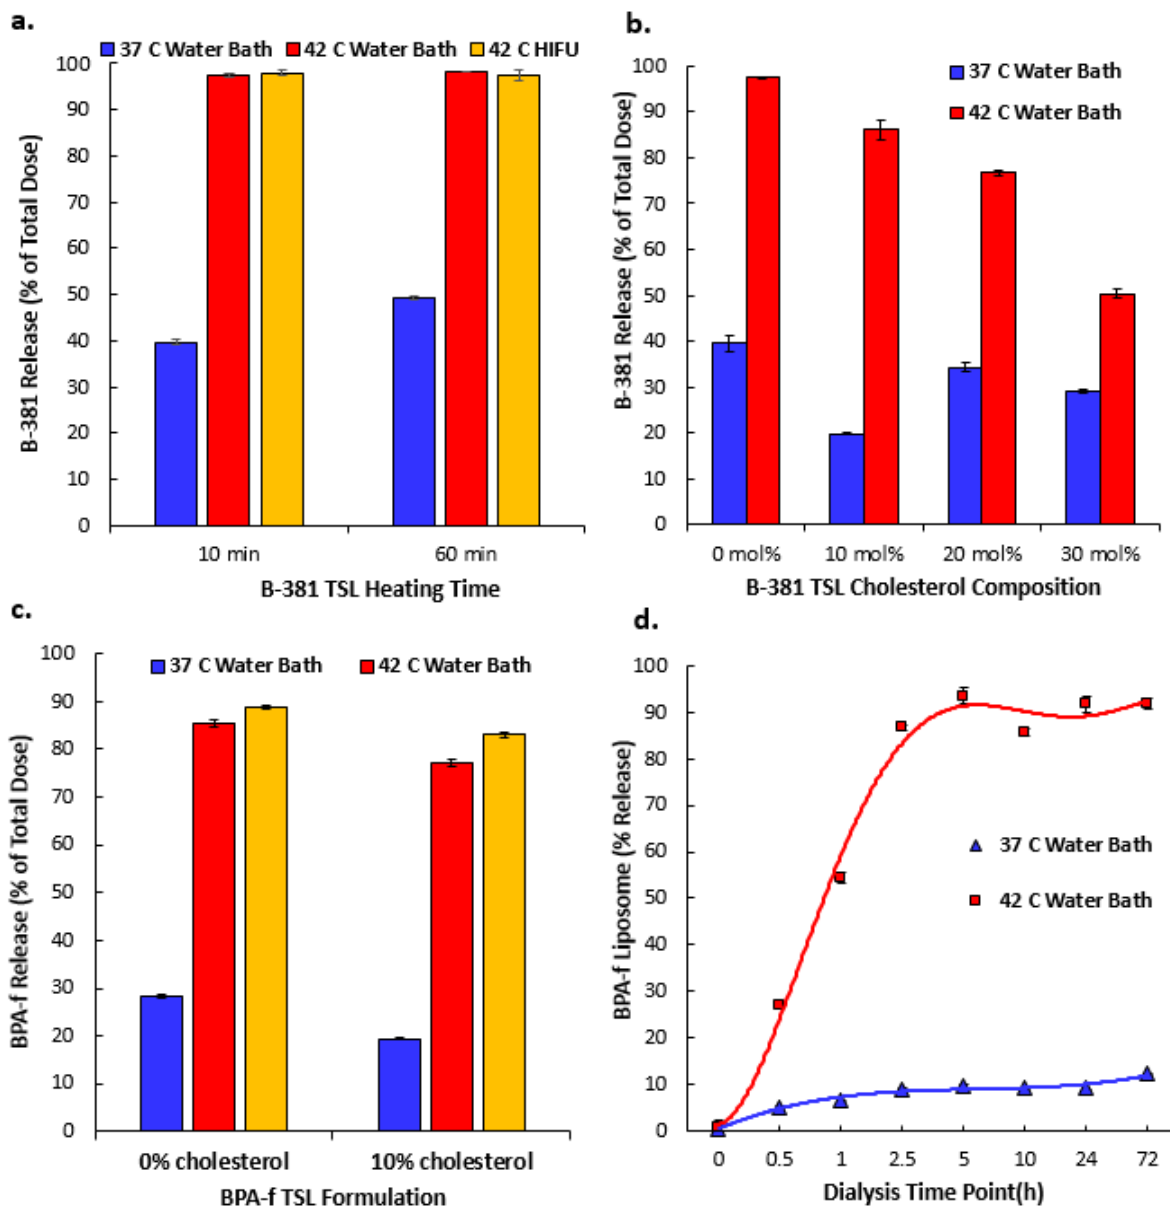 a.
37 C Water Bath 42 C Water Bath 42 C HIFU
B-381 Release (% of Total Dose)
100
90
80
70
60
50
40
30
20
10
0
10 min 60 min
B-381 TSL Heating Time
b.
37 C Water Bath
42 C Water Bath
B-381 Release (% of Total Dose)
100
90
80
70
60
50
40
30
20
10
0
0 mol% 10 mol% 20 mol% 30 mol%
B-381 TSL Cholesterol Composition
c.
37 C Water Bath 42 C Water Bath
BPA-f Release (% of Total Dose)
100
90
80
70
60
50
40
30
20
10
0
0% cholesterol 10% cholesterol
BPA-f TSL Formulation
d.
BPA-f Liposome (% Release)
100
90
80
70
60
50
40
30
20
10
0
37 C Water Bath
42 C Water Bath
0 0.5 1 2.5 5 10 24 72
Dialysis Time Point(h)